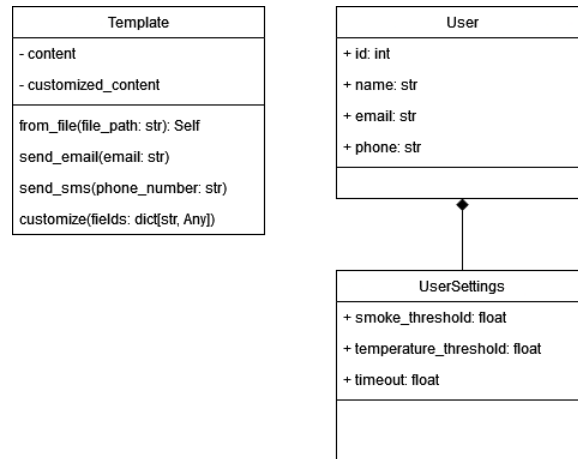 Template
- content
- customized_content
from_file(file_path: str): Self
send_email(email: str)
send_sms(phone_number: str)
customize(fields: dict[str, Any])
User
+ id: int
+ name: str
+ email: str
+ phone: str
UserSettings
+ smoke_threshold: float
+ temperature_threshold: float
+ timeout: float